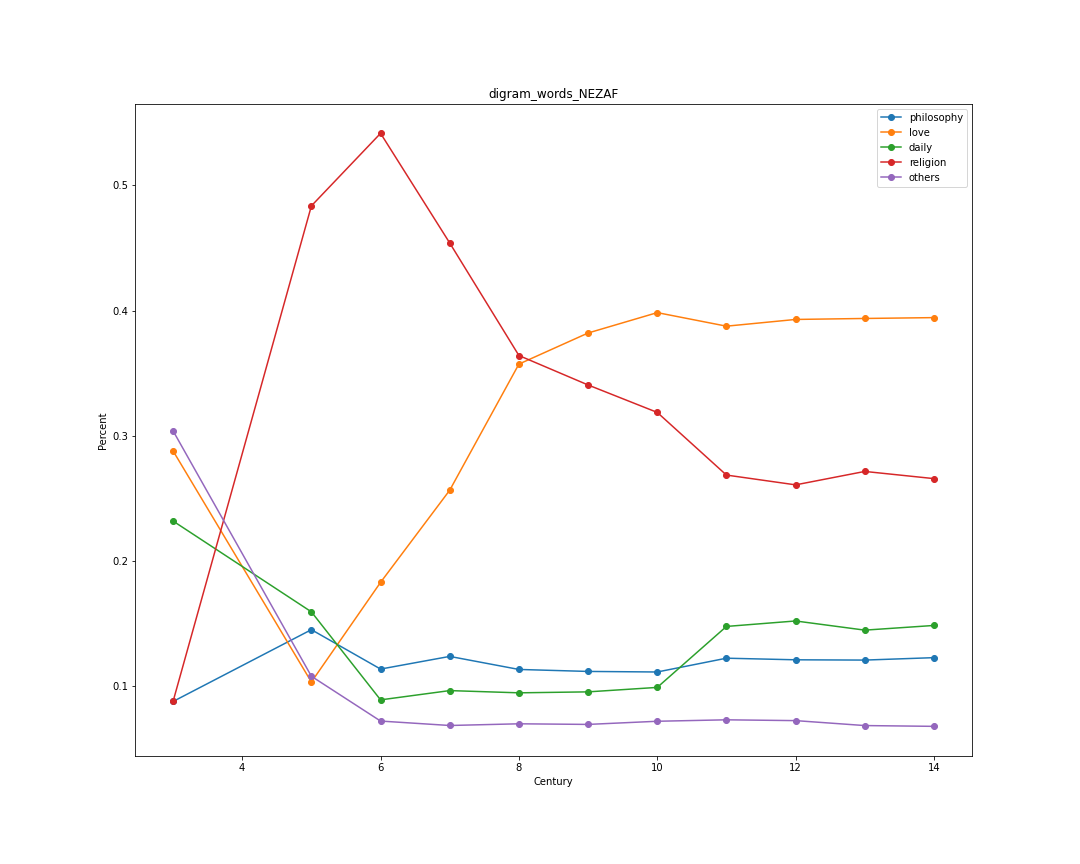 digram_words_NEZAF
philosophy
love
daily
religion
others
Percent
0.5
0.4
0.3
0.2
0.1
4 6 8 10 12 14
Century